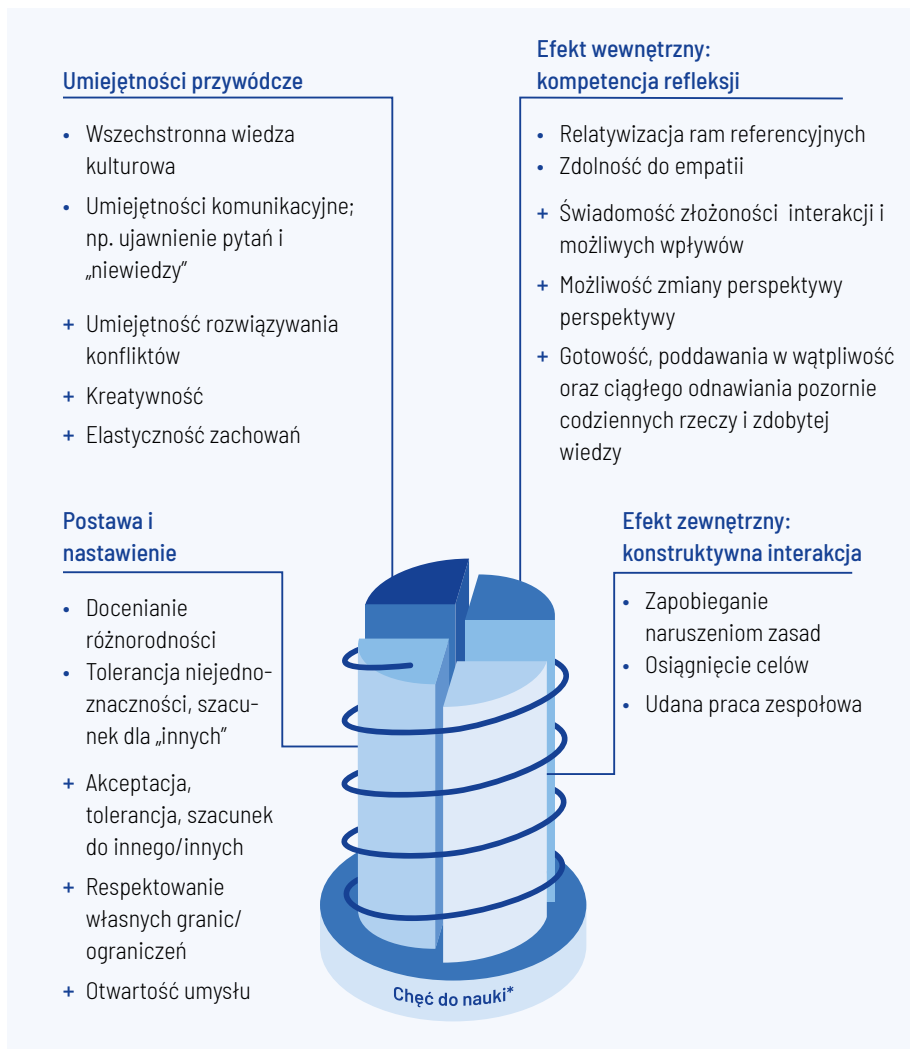 Umiejętności przywódcze
• Wszechstronna wiedza
kulturowa
• Umiejętności komunikacyjne;
np. ujawnienie pytań i
„niewiedzy”
+ Umiejętność rozwiązywania
konfliktów
+ Kreatywność
+ Elastyczność zachowań
Efekt wewnętrzny:
kompetencja refleksji
• Relatywizacja ram referencyjnych
• Zdolność do empatii
+ Świadomość złożoności interakcji i
możliwych wpływów
+ Możliwość zmiany perspektywy
perspektywy
+ Gotowość, poddawania w wątpliwość
oraz ciągłego odnawiania pozornie
codziennych rzeczy i zdobytej
wiedzy
Postawa i
nastawienie
• Docenianie
różnorodności
• Tolerancja niejedno-
znaczności, szacu-
nek dla „innych”
+ Akceptacja,
tolerancja, szacunek
do innego/innych
+ Respektowanie
własnych granic/
ograniczeń
+ Otwartość umysłu
Efekt zewnętrzny:
konstruktywna interakcja
• Zapobieganie
naruszeniom zasad
• Osiągnięcie celów
• Udana praca zespołowa
Chęć do nauki*